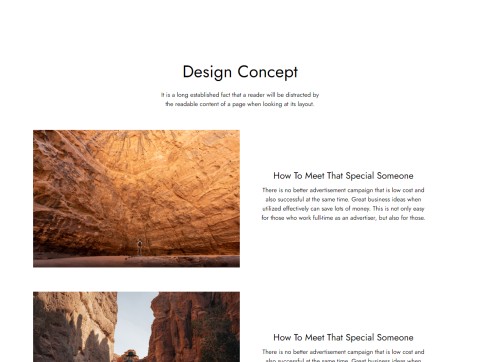 Design Concept
It is a long established fact that a reader will be distracted by
the readable content of a page when looking at its layout.
How To Meet That Special Someone
There is no better advertisement campaign that is low cost and
also successful at the same time. Great business ideas when
utilized effectively can save lots of money. This is not only easy
for those who work full-time as an advertiser, but also for those.
How To Meet That Special Someone
There is no better advertisement campaign that is low cost and
also successful at the same time. Great business ideas when